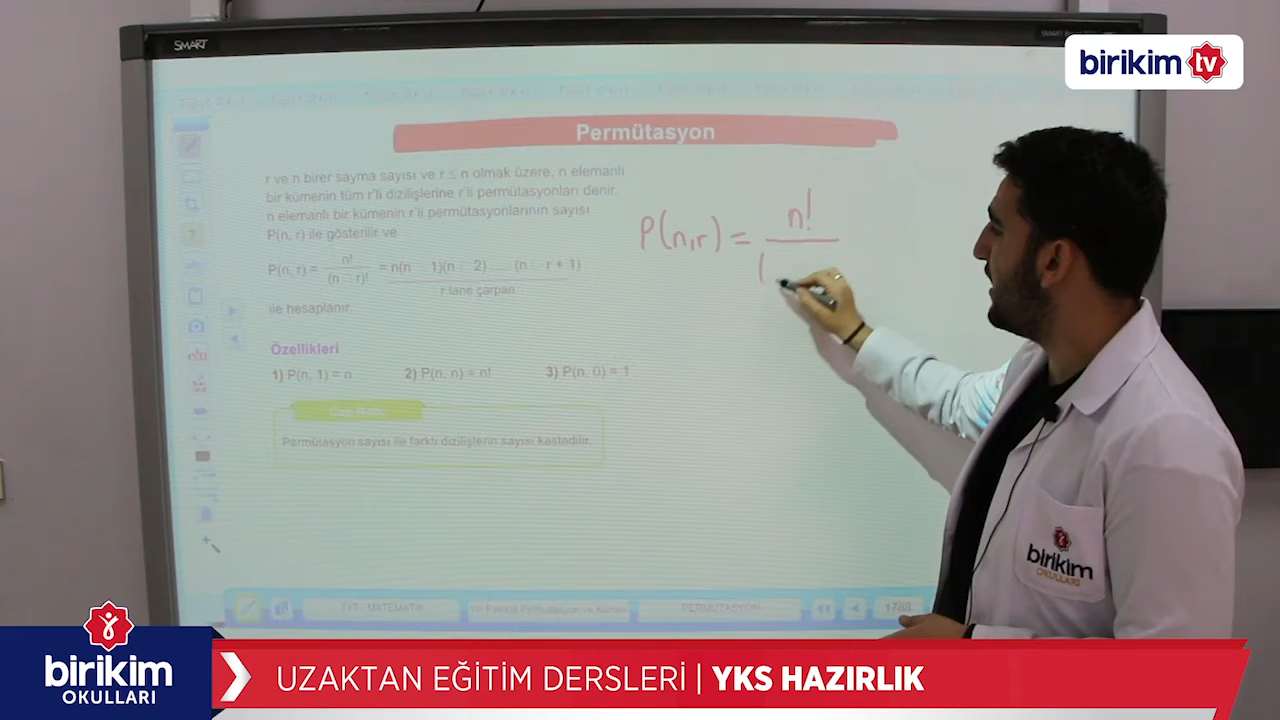 SMART
birikim tv
Permütasyon
r ve n birer sayma sayısı ve r ≤ n olmak üzere, n elemanlı
bir kümenin tüm r'li dizilişlerine r'li permütasyonları denir.
n elemanlı bir kümenin r'li permütasyonlarının sayısı
P(n, r) ile gösterilir ve
P(n, r) = n! / (n r)! = n(n 1)(n 2) ..... (n r + 1)
r tane çarpan
ile hesaplanır.
P(n,r) = n! / (
Özellikleri
1) P(n, 1) = n 2) P(n, n) = n! 3) P(n, 0) = 1
Permütasyon sayısı ile farklı dizilişlerin sayısı kastedilir.
TYT - MATEMATİK
Permütasyon ve
PERMÜTASYON
birikim
OKULLARI
birikim
OKULLARI
UZAKTAN EĞİTİM DERSLERİ | YKS HAZIRLIK